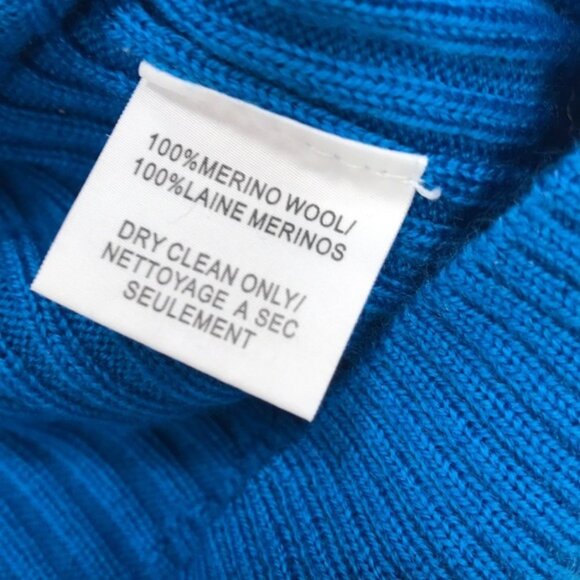 100%MERINO WOOL/
100%LAINE MERINOS
DRY CLEAN ONLY/
NETTOYAGE A SEC
SEULEMENT